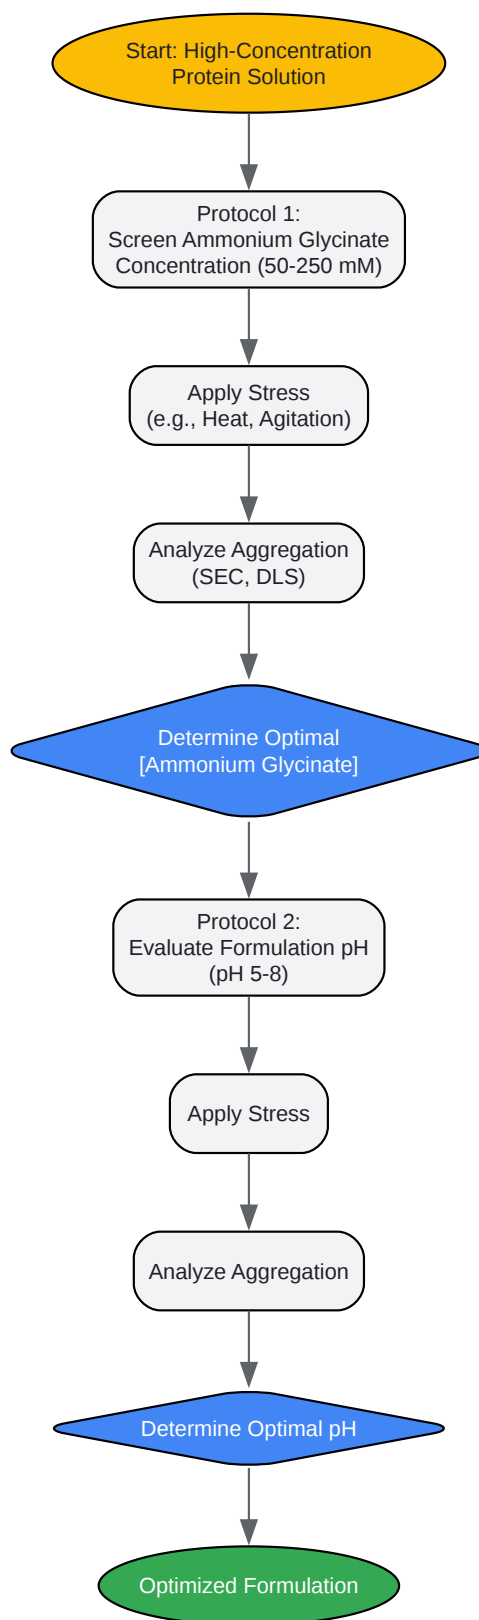 Start: High-Concentration
Protein Solution
Protocol 1:
Screen Ammonium Glycinate
Concentration (50-250 mM)
Apply Stress
(e.g., Heat, Agitation)
Analyze Aggregation
(SEC, DLS)
Determine Optimal
[Ammonium Glycinate]
Protocol 2:
Evaluate Formulation pH
(pH 5-8)
Apply Stress
Analyze Aggregation
Determine Optimal pH
Optimized Formulation